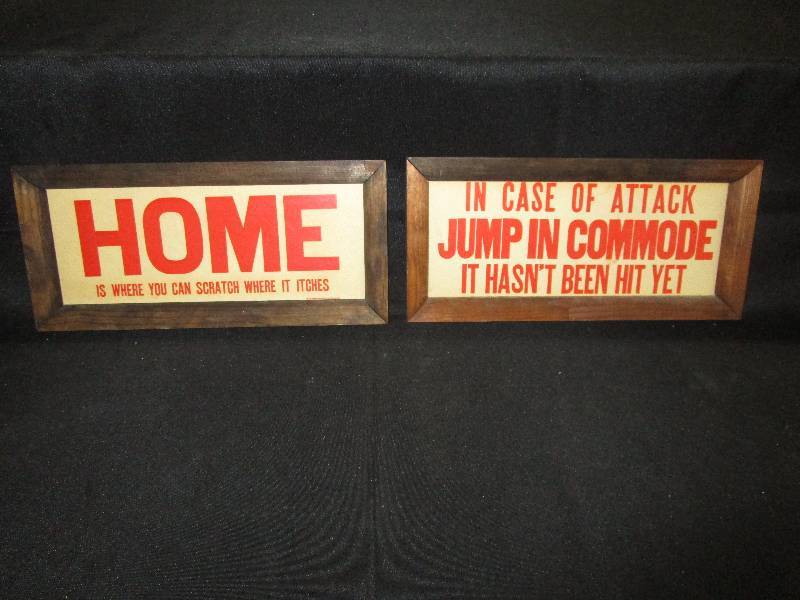 HOME
IS WHERE YOU CAN SCRATCH WHERE IT ITCHES
IN CASE OF ATTACK
JUMP IN COMMODE
IT HASN'T BEEN HIT YET